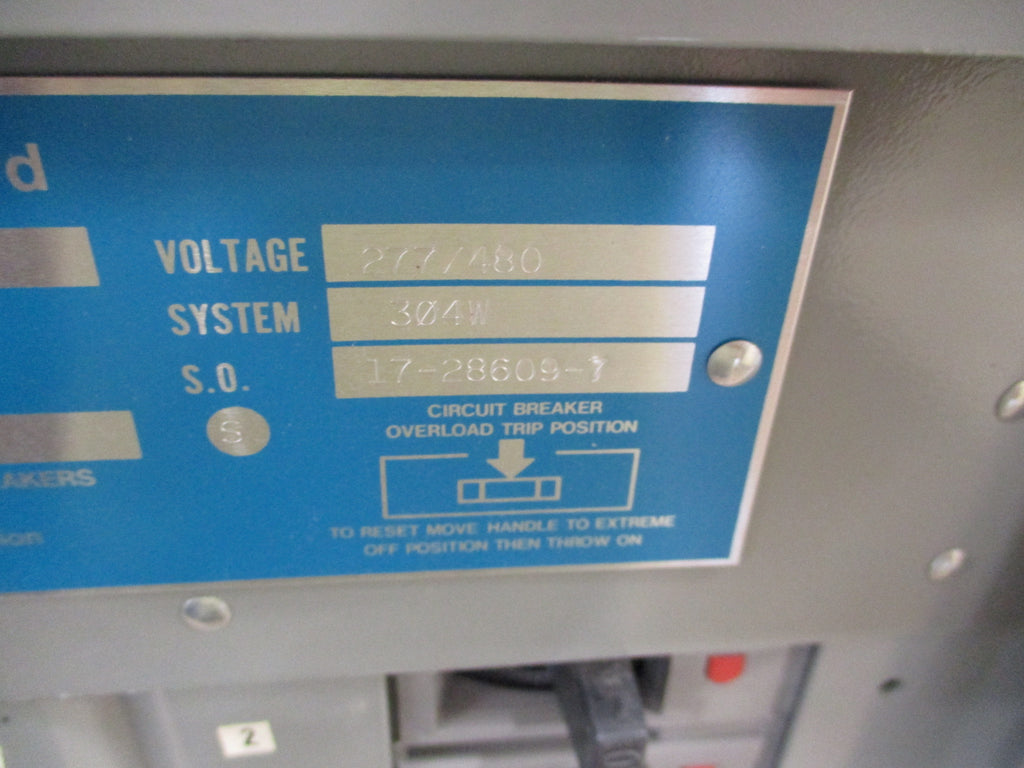 d
VOLTAGE 277/480
SYSTEM 3Ø4W
S.O. 17-28609-
S
CIRCUIT BREAKER
OVERLOAD TRIP POSITION
AKERS
TO RESET MOVE HANDLE TO EXTREME
OFF POSITION THEN THROW ON
2